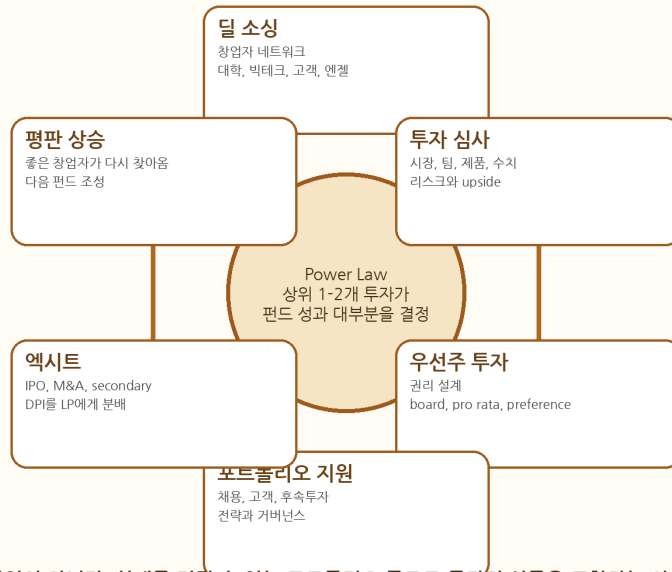 딜 소싱
창업자 네트워크
대학, 빅테크, 고객, 엔젤
평판 상승
좋은 창업자가 다시 찾아옴
다음 펀드 조성
투자 심사
시장, 팀, 제품, 수치
리스크와 upside
Power Law
상위 1-2개 투자가
펀드 성과 대부분을 결정
엑시트
IPO, M&A, secondary
DPI를 LP에게 분배
우선주 투자
권리 설계
board, pro rata, preference
포트폴리오 지원
채용, 고객, 후속투자
전략과 거버넌스